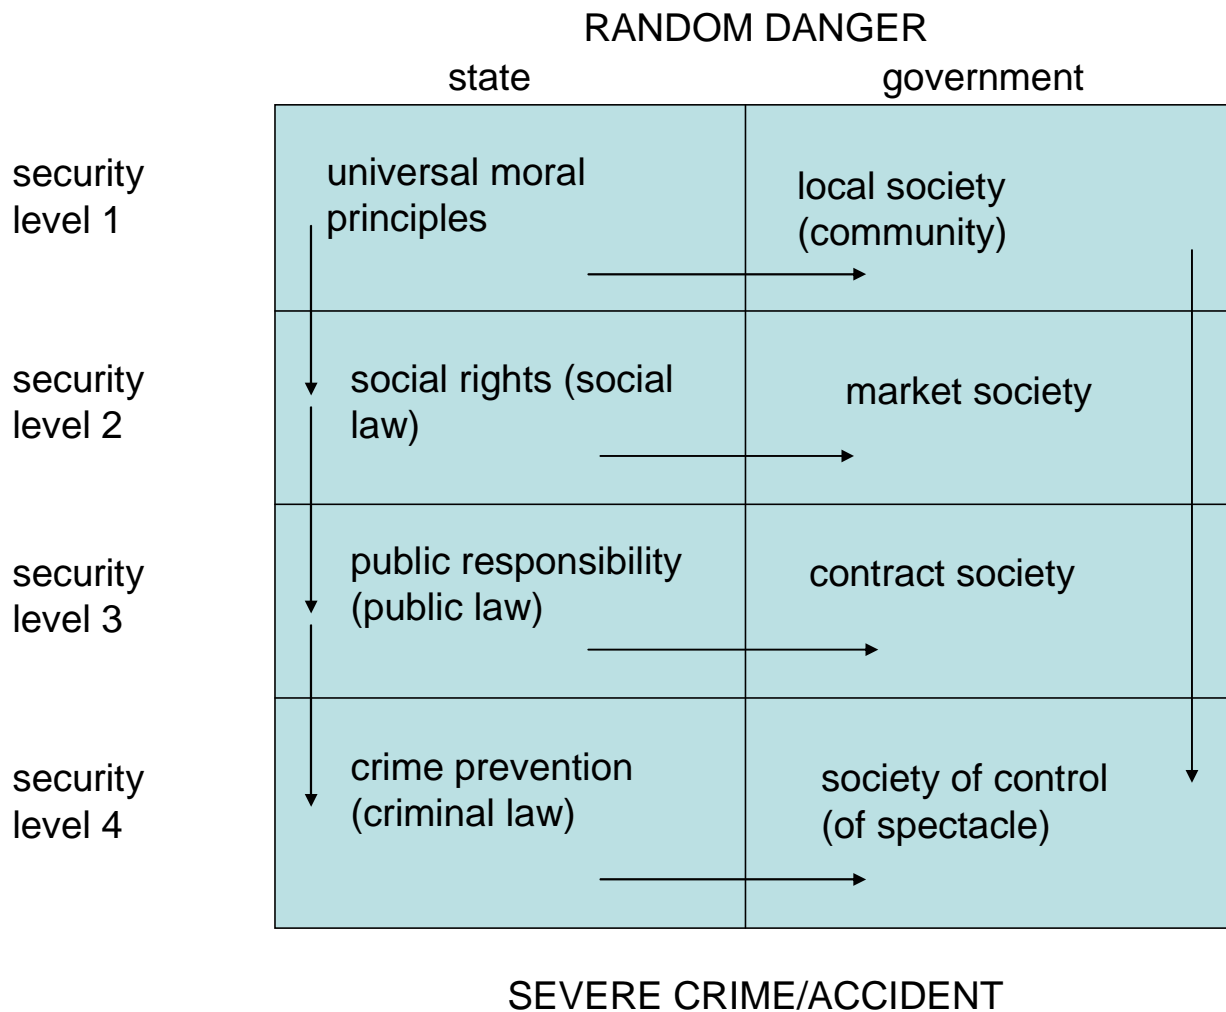 RANDOM DANGER
state government
security
level 1
universal moral
principles
local society
(community)
security
level 2
social rights (social
law)
market society
security
level 3
public responsibility
(public law)
contract society
security
level 4
crime prevention
(criminal law)
society of control
(of spectacle)
SEVERE CRIME/ACCIDENT